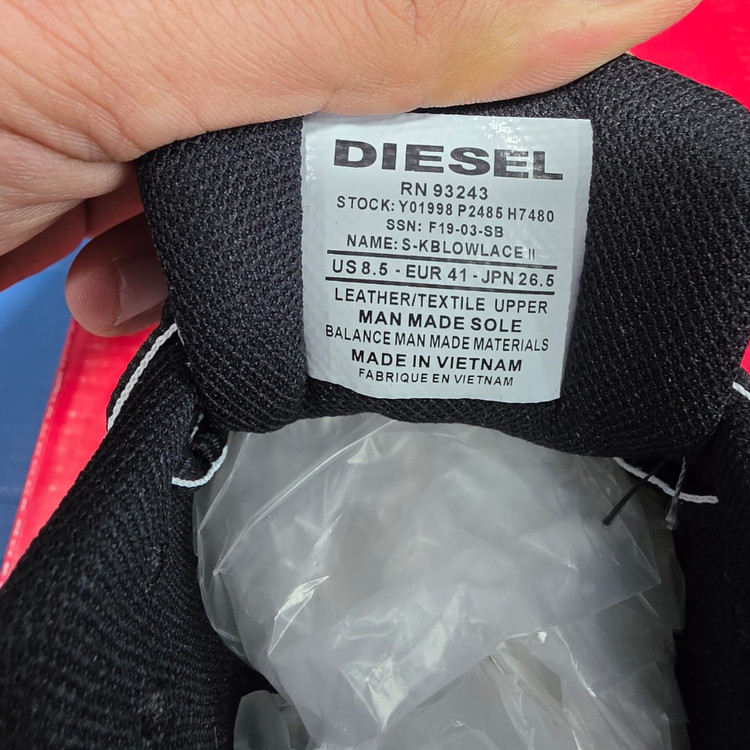 DIESEL
RN 93243
STOCK: Y01998 P2485 H7480
SSN: F19-03-SB
NAME: S-KBLOWLACE II
US 8.5 - EUR 41 - JPN 26.5
LEATHER/TEXTILE UPPER
MAN MADE SOLE
BALANCE MAN MADE MATERIALS
MADE IN VIETNAM
FABRIQUE EN VIETNAM